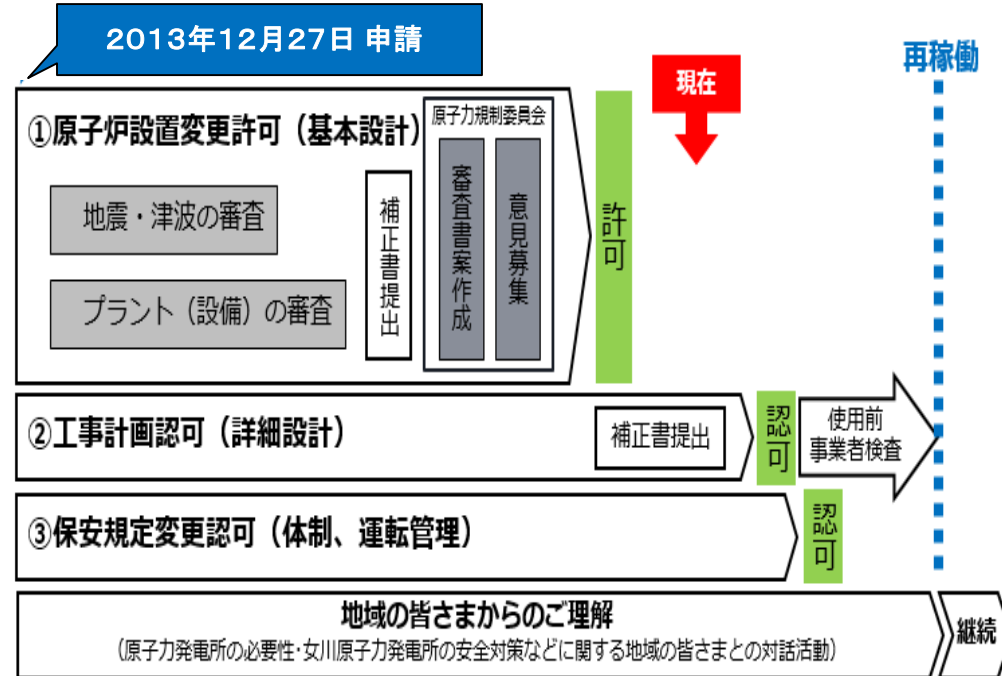 2013年12月27日 申請
現在
再稼働
①原子炉設置変更許可（基本設計）
地震・津波の審査
プラント（設備）の審査
補正書提出
原子力規制委員会
審査書案作成
意見募集
許可
②工事計画認可（詳細設計）
補正書提出
認可
使用前
事業者検査
③保安規定変更認可（体制、運転管理）
認可
地域の皆さまからのご理解
（原子力発電所の必要性・女川原子力発電所の安全対策などに関する地域の皆さまとの対話活動）
継続